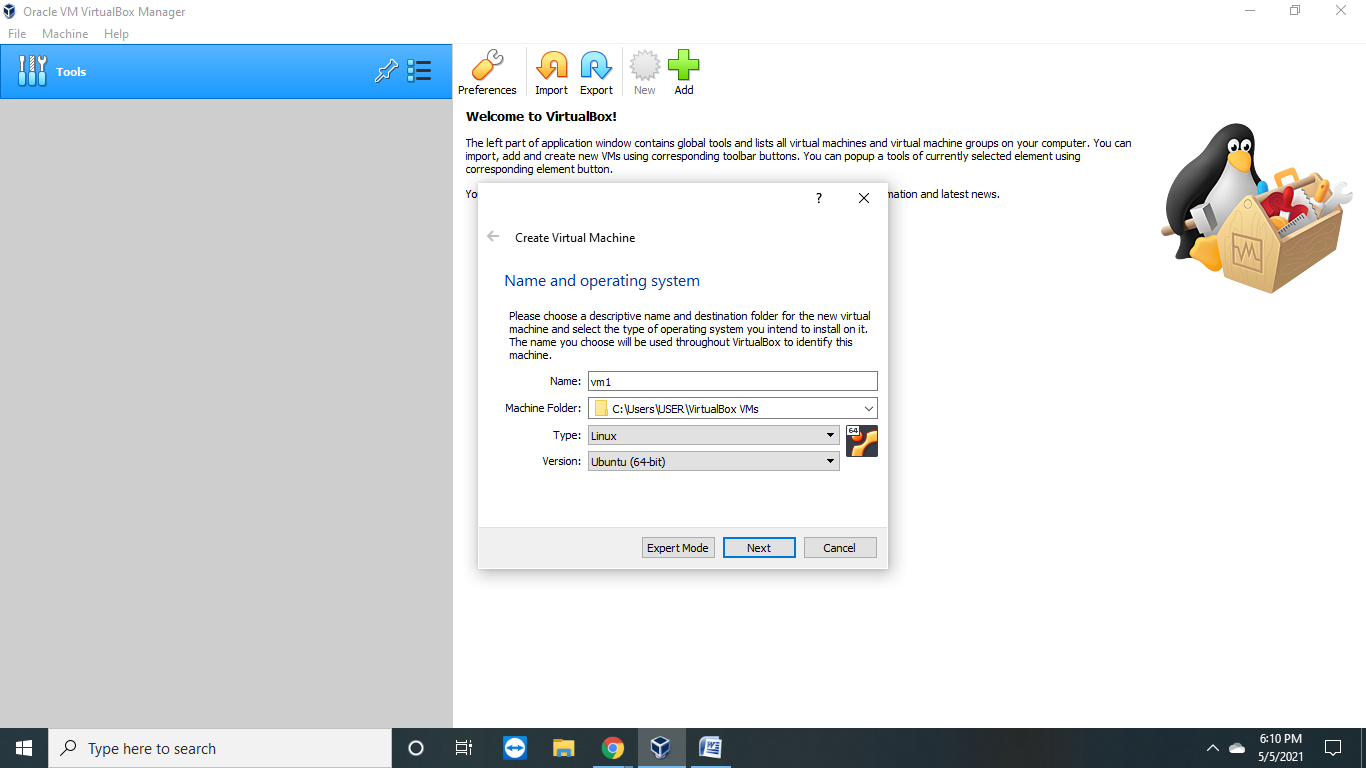 Oracle VM VirtualBox Manager
File Machine Help
Tools
Preferences Import Export New Add
Welcome to VirtualBox!
The left part of application window contains global tools and lists all virtual machines and virtual machine groups on your computer. You can
import, add and create new VMs using corresponding toolbar buttons. You can popup a tools of currently selected element using
corresponding element button.
and latest news.
?
Create Virtual Machine
Name and operating system
Please choose a descriptive name and destination folder for the new virtual
machine and select the type of operating system you intend to install on it.
The name you choose will be used throughout VirtualBox to identify this
machine.
Name: vm1
Machine Folder: C:\Users\USER\VirtualBox VMs
Type: Linux
64
Version: Ubuntu (64-bit)
Expert Mode Next Cancel
Type here to search
6:10 PM
5/5/2021